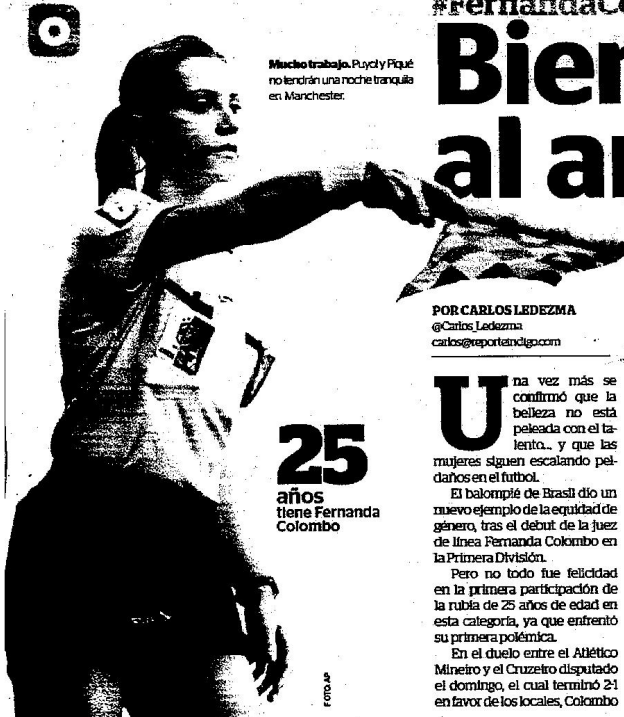 #FernandaCo
Bien
al a
Mucho trabajo. Puyol y Piqué
no tendrán una noche tranquila
en Manchester.
POR CARLOS LEDEZMA
@Carlos_Ledezma
carlos@reporteindigo.com
Una vez más se
confirmó que la
belleza no está
peleada con el ta-
lento... y que las
mujeres siguen escalando pel-
daños en el futbol.
El balompié de Brasil dio un
nuevo ejemplo de la equidad de
género, tras el debut de la juez
de línea Fernanda Colombo en
la Primera División.
Pero no todo fue felicidad
en la primera participación de
la rubia de 25 años de edad en
esta categoría, ya que enfrentó
su primera polémica.
En el duelo entre el Atlético
Mineiro y el Cruzeiro disputado
el domingo, el cual terminó 2-1
en favor de los locales, Colombo
25
años
tiene Fernanda
Colombo
FOTO: AP